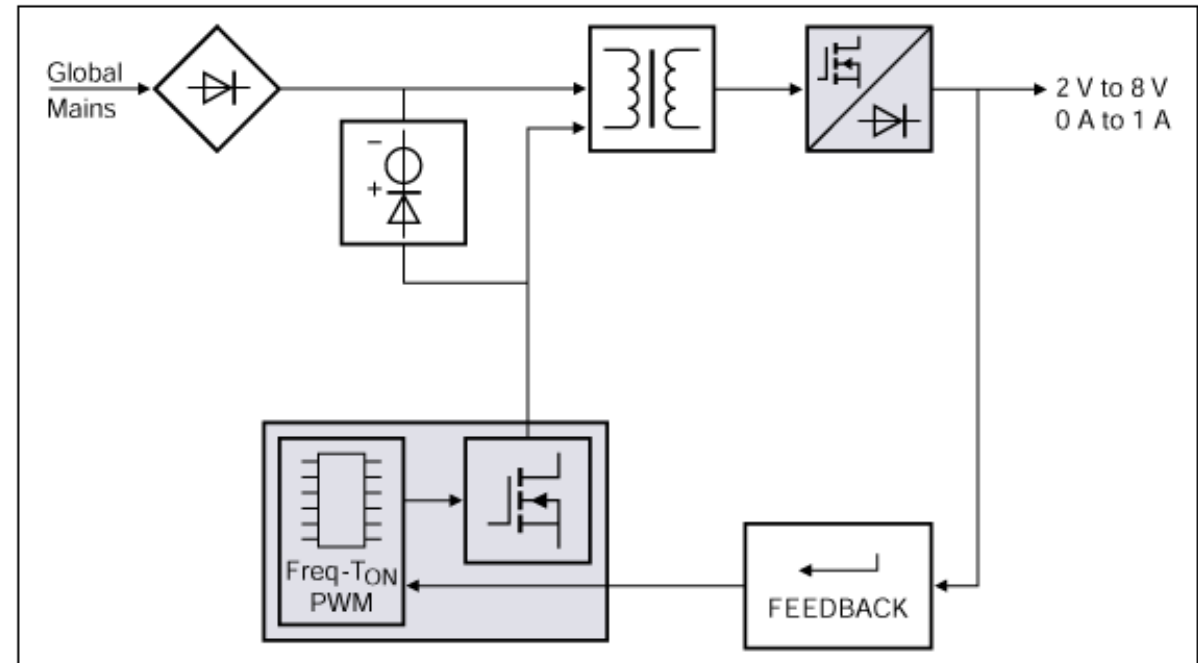 Global
Mains
2 V to 8 V
0 A to 1 A
−
+
Freq-TON
PWM
FEEDBACK